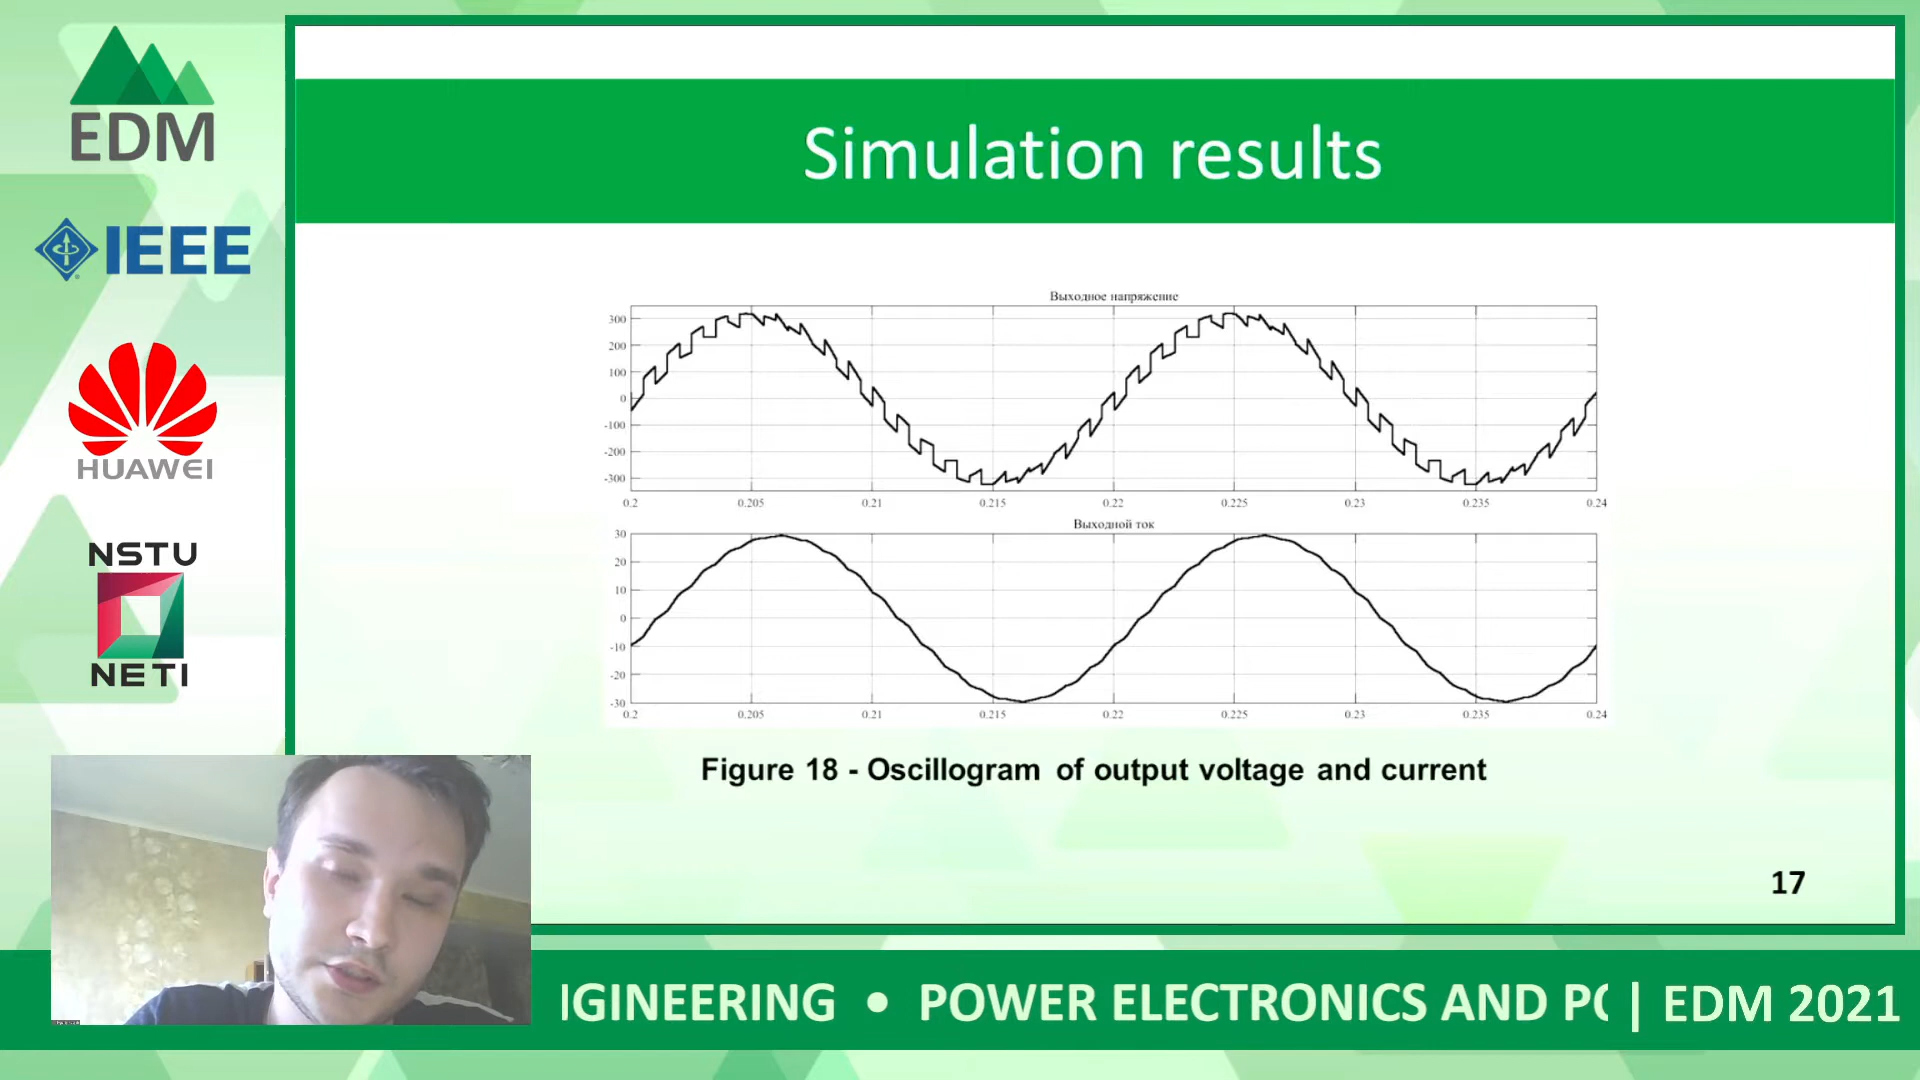 EDM
IEEE
HUAWEI
NSTU
NETI
Simulation results
Выходное напряжение
300
200
100
0
-100
-200
-300
0.2 0.205 0.21 0.215 0.22 0.225 0.23 0.235 0.24
Выходной ток
30
20
10
0
-10
-20
-30
0.2 0.205 0.21 0.215 0.22 0.225 0.23 0.235 0.24
Figure 18 - Oscillogram of output voltage and current
17
IGINEERING • POWER ELECTRONICS AND PO | EDM 2021